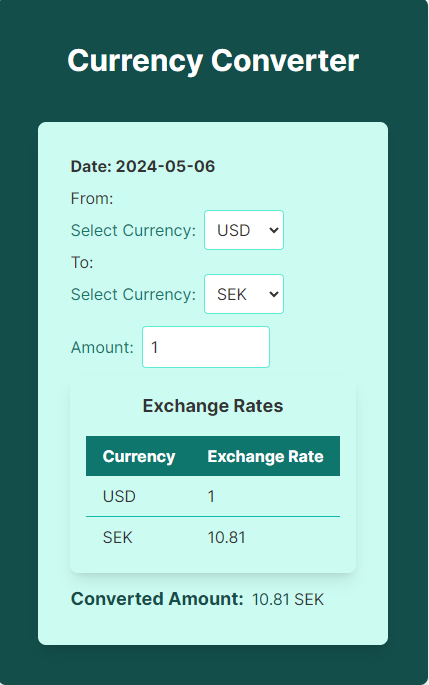 Currency Converter
Date: 2024-05-06
From:
Select Currency: USD
To:
Select Currency: SEK
Amount: 1
Exchange Rates
Currency Exchange Rate
USD 1
SEK 10.81
Converted Amount: 10.81 SEK